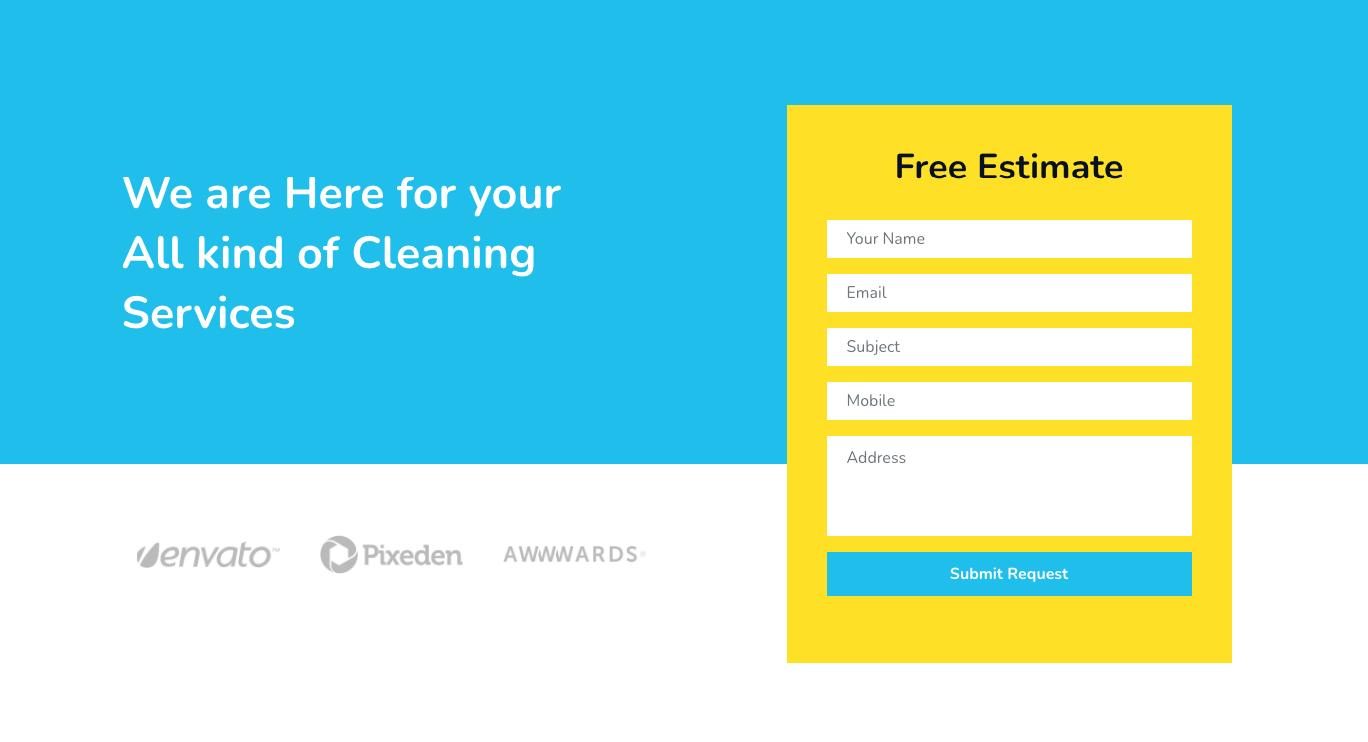 We are Here for your
All kind of Cleaning
Services
Free Estimate
Your Name
Email
Subject
Mobile
Address
Submit Request
envato™
Pixeden
AWWWARDS®